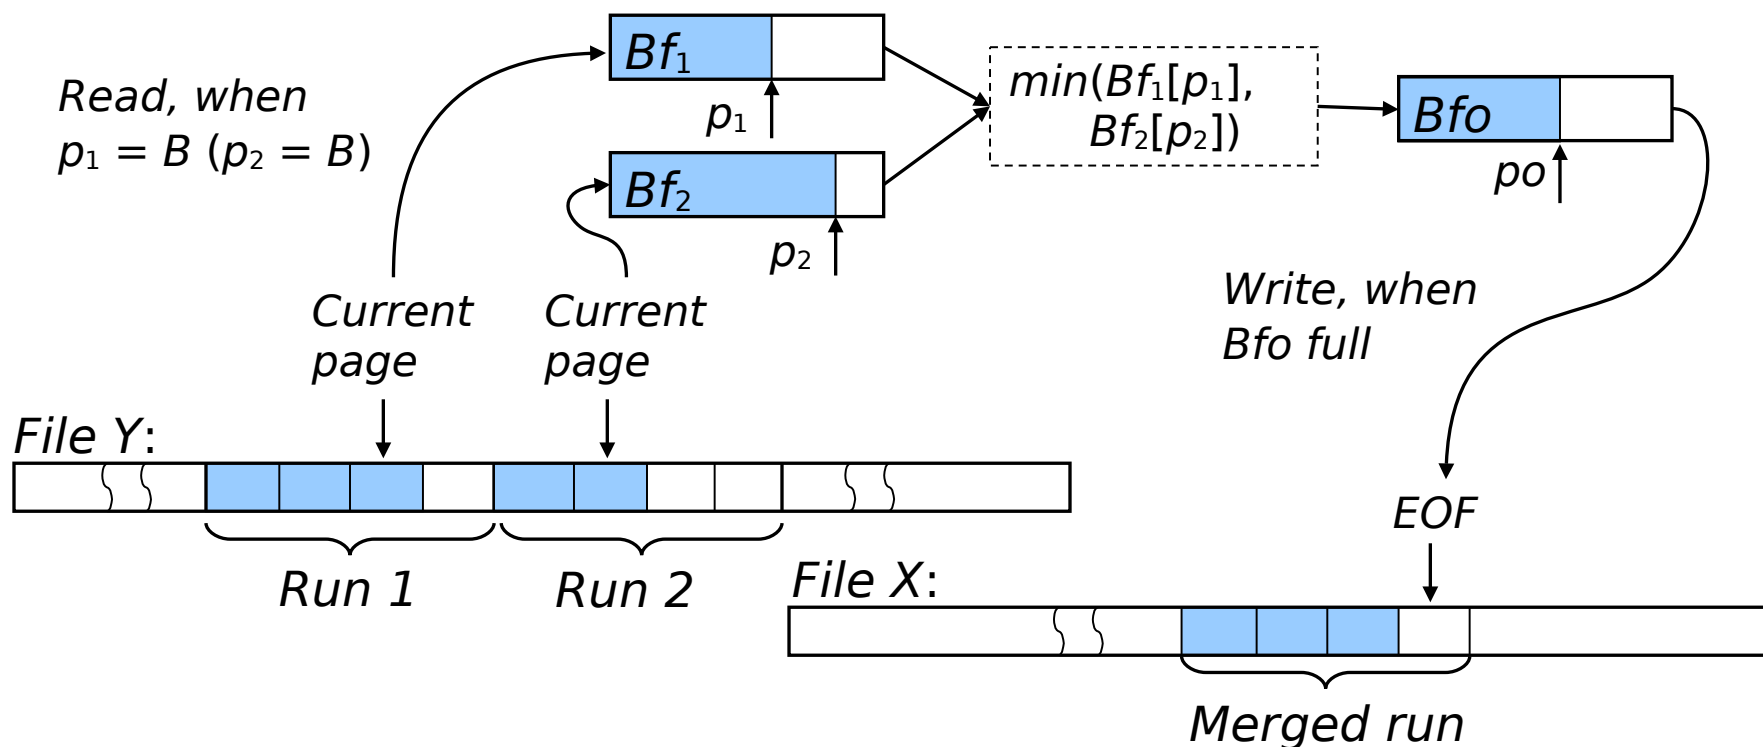 Bf₁
Read, when
p₁ = B (p₂ = B)
p₁
min(Bf₁[p₁],
Bf₂[p₂])
Bfo
po
Bf₂
p₂
Current
page
Current
page
Write, when
Bfo full
File Y:
EOF
Run 1
Run 2
File X:
Merged run